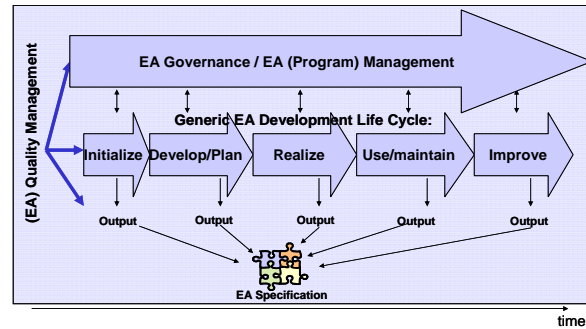 (EA) Quality Management
EA Governance / EA (Program) Management
Generic EA Development Life Cycle:
Initialize
Develop/Plan
Realize
Use/maintain
Improve
Output
Output
Output
Output
Output
EA Specification
time